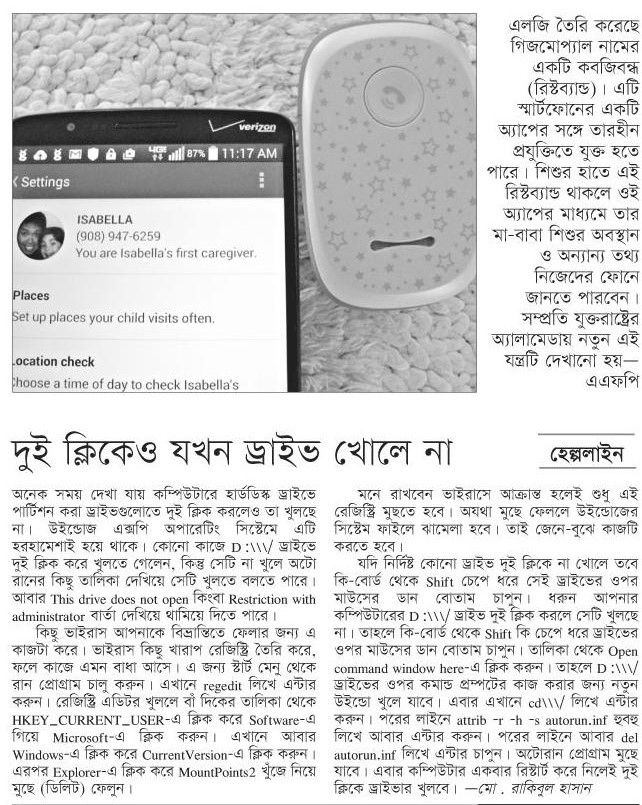 এলজি তৈরি করেছে
গিজমোপ্যাল নামের
একটি কবজিবন্ধ
(রিস্টব্যান্ড)। এটি
স্মার্টফোনের একটি
অ্যাপের সঙ্গে তারহীন
প্রযুক্তিতে যুক্ত হতে
পারে। শিশুর হাতে এই
রিস্টব্যান্ড থাকলে ওই
অ্যাপের মাধ্যমে তার
মা-বাবা শিশুর অবস্থান
ও অন্যান্য তথ্য
নিজেদের ফোনে
জানতে পারবেন।
সম্প্রতি যুক্তরাষ্ট্রের
অ্যালামেডায় নতুন এই
যন্ত্রটি দেখানো হয়—
এএফপি
verizon
87% 11:17 AM
Settings
ISABELLA
(908) 947-6259
You are Isabella's first caregiver.
Places
Set up places your child visits often.
Location check
Choose a time of day to check Isabella's
দুই ক্লিকেও যখন ড্রাইভ খোলে না
হেল্পলাইন
অনেক সময় দেখা যায় কম্পিউটারে হার্ডডিস্ক ড্রাইভে
পার্টিশন করা ড্রাইভগুলোতে দুই ক্লিক করলেও তা খুলছে
না। উইন্ডোজ এক্সপি অপারেটিং সিস্টেমে এটি
হরহামেশাই হয়ে থাকে। কোনো কাজে D :\\\/ ড্রাইভে
দুই ক্লিক করে খুলতে গেলেন, কিন্তু সেটি না খুলে অটো
রানের কিছু তালিকা দেখিয়ে সেটি খুলতে বলতে পারে।
আবার This drive does not open কিংবা Restriction with
administrator বার্তা দেখিয়ে থামিয়ে দিতে পারে।
কিছু ভাইরাস আপনাকে বিভ্রান্তিতে ফেলার জন্য এ
কাজটা করে। ভাইরাস কিছু খারাপ রেজিস্ট্রি তৈরি করে,
ফলে কাজে এমন বাধা আসে। এ জন্য স্টার্ট মেনু থেকে
রান প্রোগ্রাম চালু করুন। এখানে regedit লিখে এন্টার
করুন। রেজিস্ট্রি এডিটর খুললে বাঁ দিকের তালিকা থেকে
HKEY_CURRENT_USER-এ ক্লিক করে Software-এ
গিয়ে Microsoft-এ ক্লিক করুন। এখানে আবার
Windows-এ ক্লিক করে CurrentVersion-এ ক্লিক করুন।
এরপর Explorer-এ ক্লিক করে MountPoints2 খুঁজে নিয়ে
মুছে (ডিলিট) ফেলুন।
মনে রাখবেন ভাইরাসে আক্রান্ত হলেই শুধু এই
রেজিস্ট্রি মুছতে হবে। অযথা মুছে ফেললে উইন্ডোজের
সিস্টেম ফাইলে ঝামেলা হবে। তাই জেনে-বুঝে কাজটি
করতে হবে।
যদি নির্দিষ্ট কোনো ড্রাইভ দুই ক্লিকে না খোলে তবে
কি-বোর্ড থেকে Shift চেপে ধরে সেই ড্রাইভের ওপর
মাউসের ডান বোতাম চাপুন। ধরুন আপনার
কম্পিউটারের D :\\\/ ড্রাইভ দুই ক্লিক করলে সেটি খুলছে
না। তাহলে কি-বোর্ড থেকে Shift কি চেপে ধরে ড্রাইভের
ওপর মাউসের ডান বোতাম চাপুন। তালিকা থেকে Open
command window here-এ ক্লিক করুন। তাহলে D :\\\/
ড্রাইভের ওপর কমান্ড প্রম্পটের কাজ করার জন্য নতুন
উইন্ডো খুলে যাবে। এবার এখানে cd\\\/ লিখে এন্টার
করুন। পরের লাইনে attrib -r -h -s autorun.inf হুবহু
লিখে আবার এন্টার করুন। পরের লাইনে আবার del
autorun.inf লিখে এন্টার চাপুন। অটোরান প্রোগ্রাম মুছে
যাবে। এবার কম্পিউটার একবার রিস্টার্ট করে নিলেই দুই
ক্লিকে ড্রাইভার খুলবে। —মো. রাকিবুল হাসান